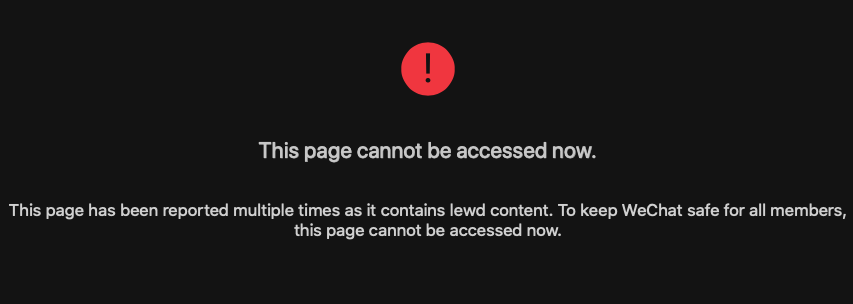 This page cannot be accessed now.
This page has been reported multiple times as it contains lewd content. To keep WeChat safe for all members,
this page cannot be accessed now.